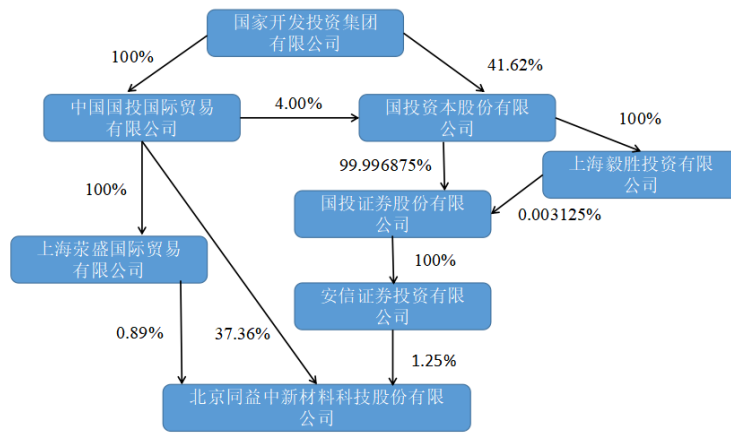 国家开发投资集团
有限公司
100%
41.62%
中国国投国际贸易
有限公司
4.00%
国投资本股份有限
公司
100%
99.996875%
上海毅胜投资有限
公司
100%
国投证券股份有限
公司
0.003125%
上海荥盛国际贸易
有限公司
100%
安信证券投资有限
公司
0.89%
37.36%
1.25%
北京同益中新材料科技股份有限
公司